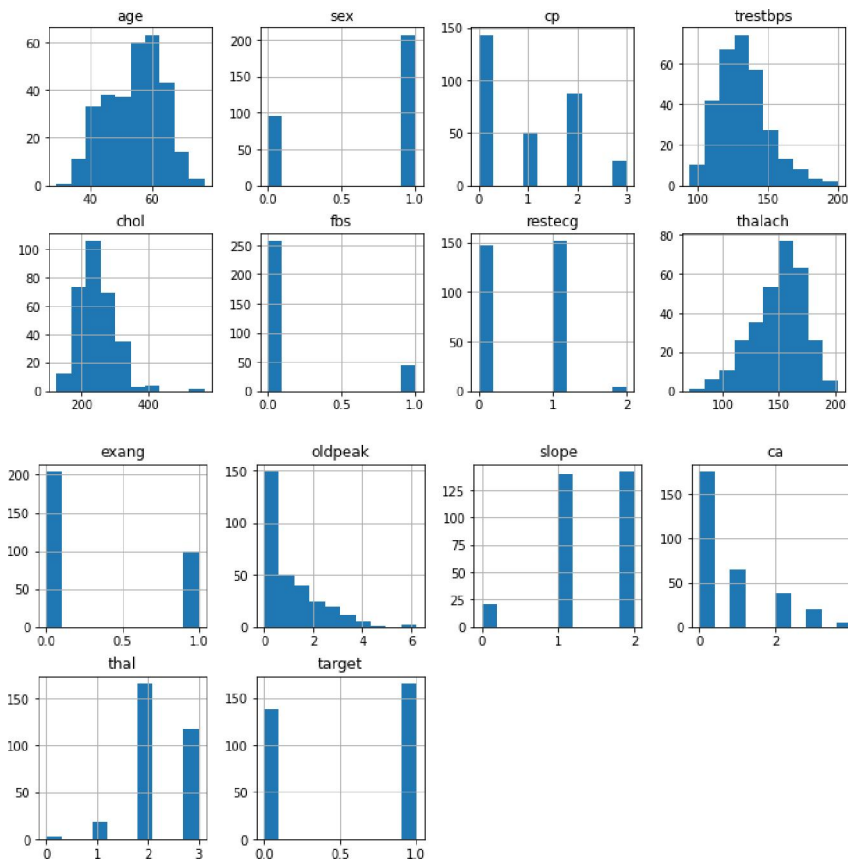 age sex cp trestbps
60 40 20 0 200 150 100 50 0 150 100 50 0 60 40 20 0
40 60 0.0 0.5 1.0 0 1 2 3 100 150 200
chol fbs restecg thalach
100 80 60 40 20 0 250 200 150 100 50 0 150 100 50 0 80 60 40 20 0
200 400 0.0 0.5 1.0 0 1 2 100 150 200
exang oldpeak slope ca
200 150 100 50 0 150 100 50 0 125 100 75 50 25 0 150 100 50 0
0.0 0.5 1.0 0 2 4 6 0 1 2 0 2
thal target
150 100 50 0 150 100 50 0
0 1 2 3 0.0 0.5 1.0